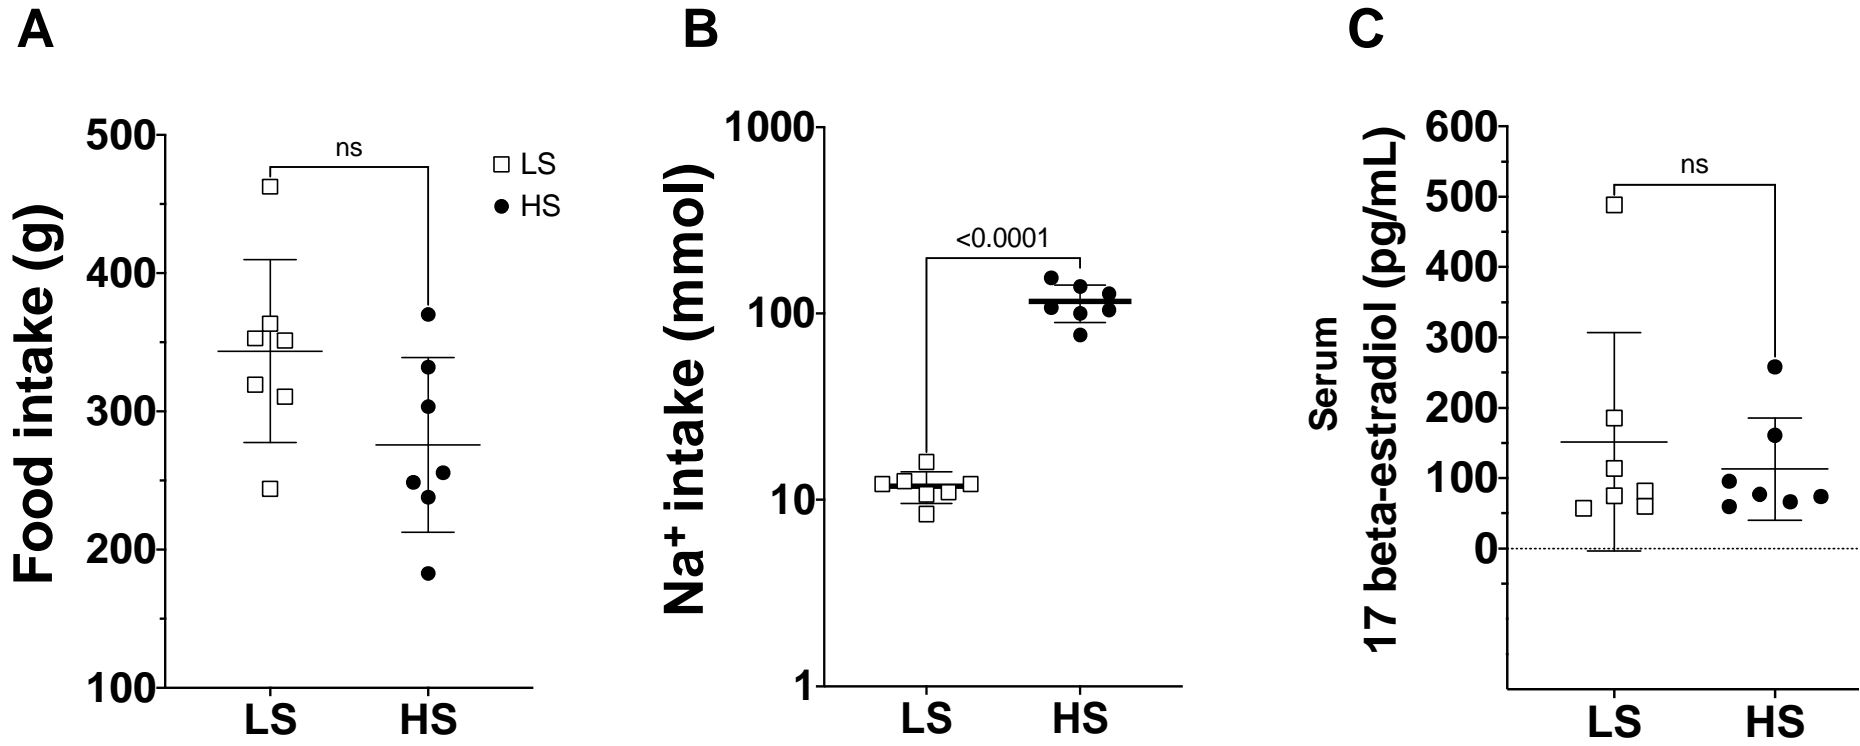 A
Food intake (g)
500
400
300
200
100
ns
LS
HS
LS
HS
B
Na⁺ intake (mmol)
1000
100
10
1
<0.0001
LS
HS
C
Serum
17 beta-estradiol (pg/mL)
600
500
400
300
200
100
0
ns
LS
HS